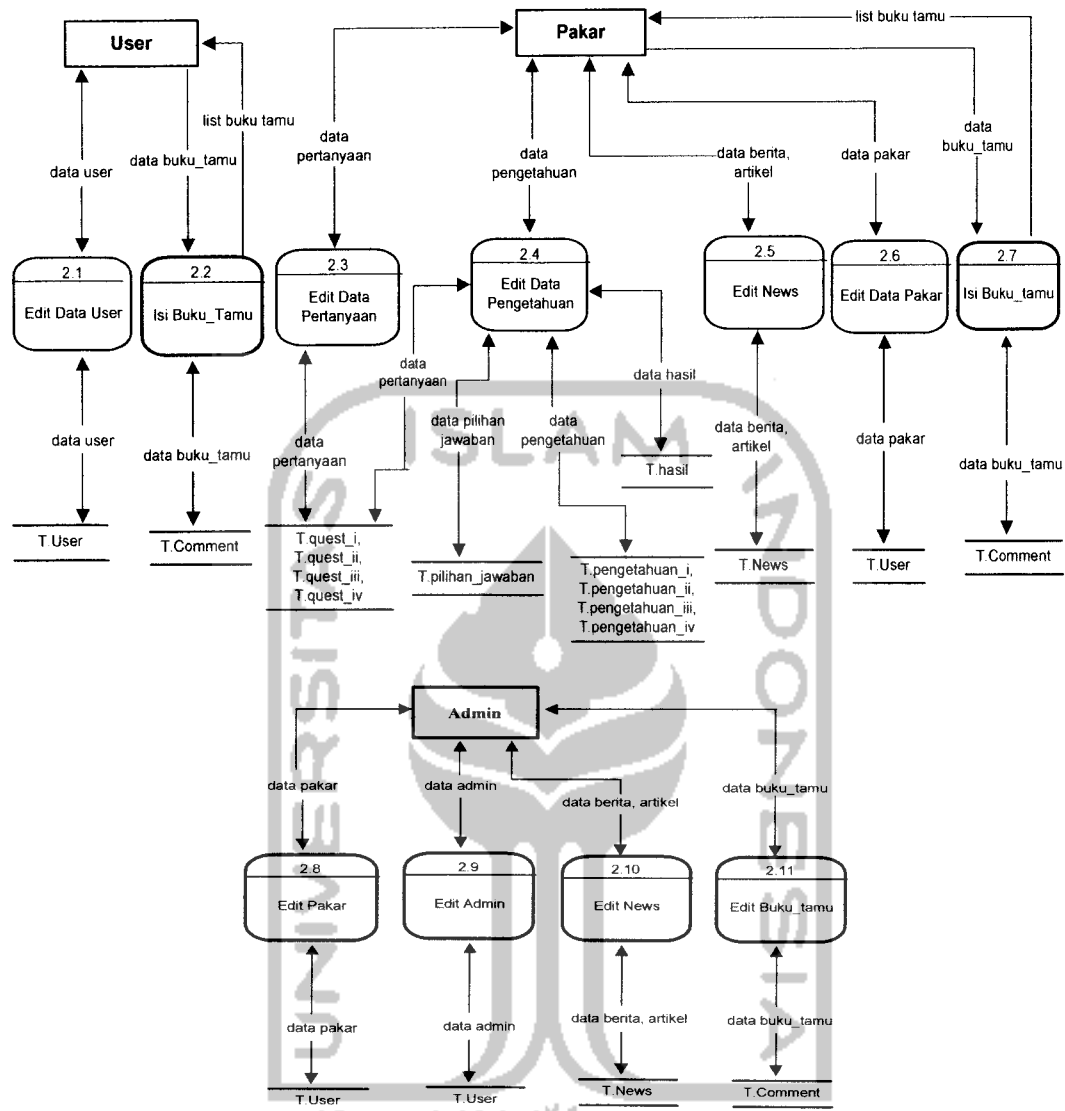 User
Pakar
list buku tamu
list buku tamu
data
pertanyaan
data
pengetahuan
data berita,
artikel
data pakar
data
buku_tamu
data user
data buku_tamu
2.1
Edit Data User
2.2
Isi Buku_Tamu
2.3
Edit Data
Pertanyaan
2.4
Edit Data
Pengetahuan
2.5
Edit News
2.6
Edit Data Pakar
2.7
Isi Buku_tamu
data user
data buku_tamu
data
pertanyaan
data
pertanyaan
data pilihan
jawaban
data
pengetahuan
data hasil
data berita,
artikel
data pakar
data buku_tamu
T.User
T.Comment
T.quest_i,
T.quest_ii,
T.quest_iii,
T.quest_iv
T.pilihan_jawaban
T.pengetahuan_i,
T.pengetahuan_ii,
T.pengetahuan_iii,
T.pengetahuan_iv
T.hasil
T.News
T.User
T.Comment
Admin
data pakar
data admin
data berita, artikel
data buku_tamu
2.8
Edit Pakar
2.9
Edit Admin
2.10
Edit News
2.11
Edit Buku_tamu
data pakar
data admin
data berita, artikel
data buku_tamu
T.User
T.User
T.News
T.Comment
UNIVERSITAS
ISLAM
INDONESIA